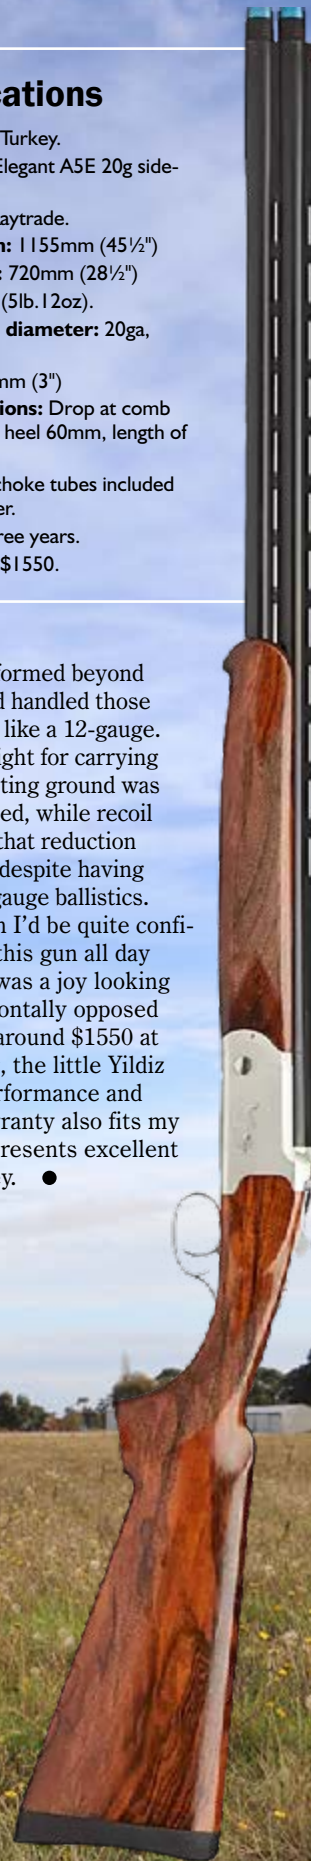 ations
Turkey.
Elegant A5E 20g side-
aytrade.
n: 1155mm (45½")
: 720mm (28½")
(5lb.12oz).
diameter: 20ga,
mm (3")
ions: Drop at comb
heel 60mm, length of
choke tubes included
er.
ree years.
$1550.
formed beyond
d handled those
like a 12-gauge.
ight for carrying
ting ground was
ed, while recoil
that reduction
despite having
gauge ballistics.
n I'd be quite confi-
this gun all day
was a joy looking
ontally opposed
around $1550 at
, the little Yildiz
rformance and
ranty also fits my
resents excellent
y. ●